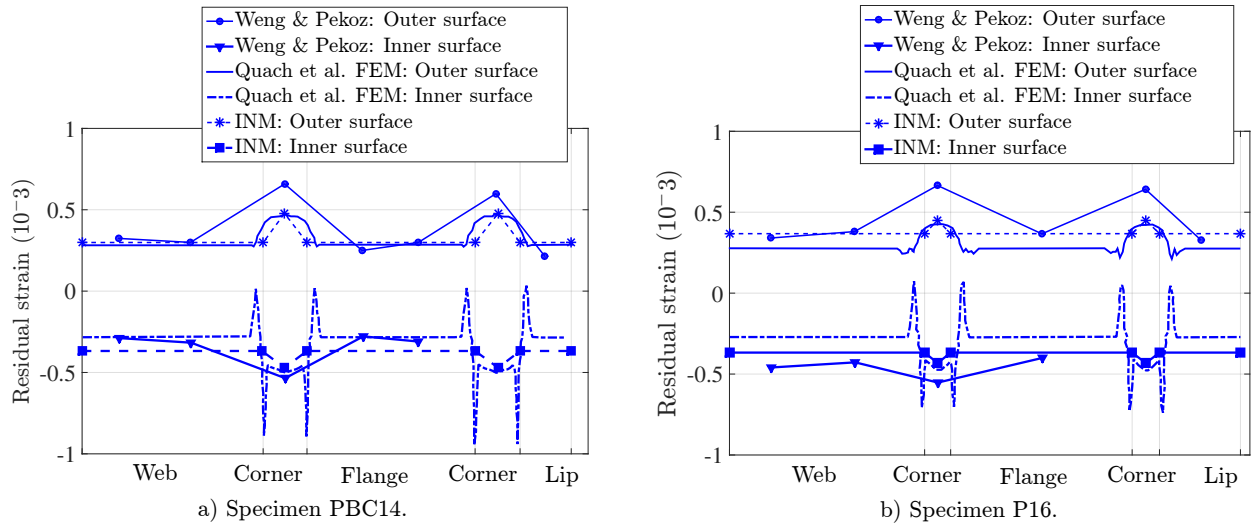 Weng & Pekoz: Outer surface
Weng & Pekoz: Inner surface
Quach et al. FEM: Outer surface
Quach et al. FEM: Inner surface
INM: Outer surface
INM: Inner surface
Residual strain (10−3)
1
0.5
0
-0.5
-1
Web Corner Flange Corner Lip
a) Specimen PBC14.
Weng & Pekoz: Outer surface
Weng & Pekoz: Inner surface
Quach et al. FEM: Outer surface
Quach et al. FEM: Inner surface
INM: Outer surface
INM: Inner surface
Residual strain (10−3)
1
0.5
0
-0.5
-1
Web Corner Flange Corner Lip
b) Specimen P16.